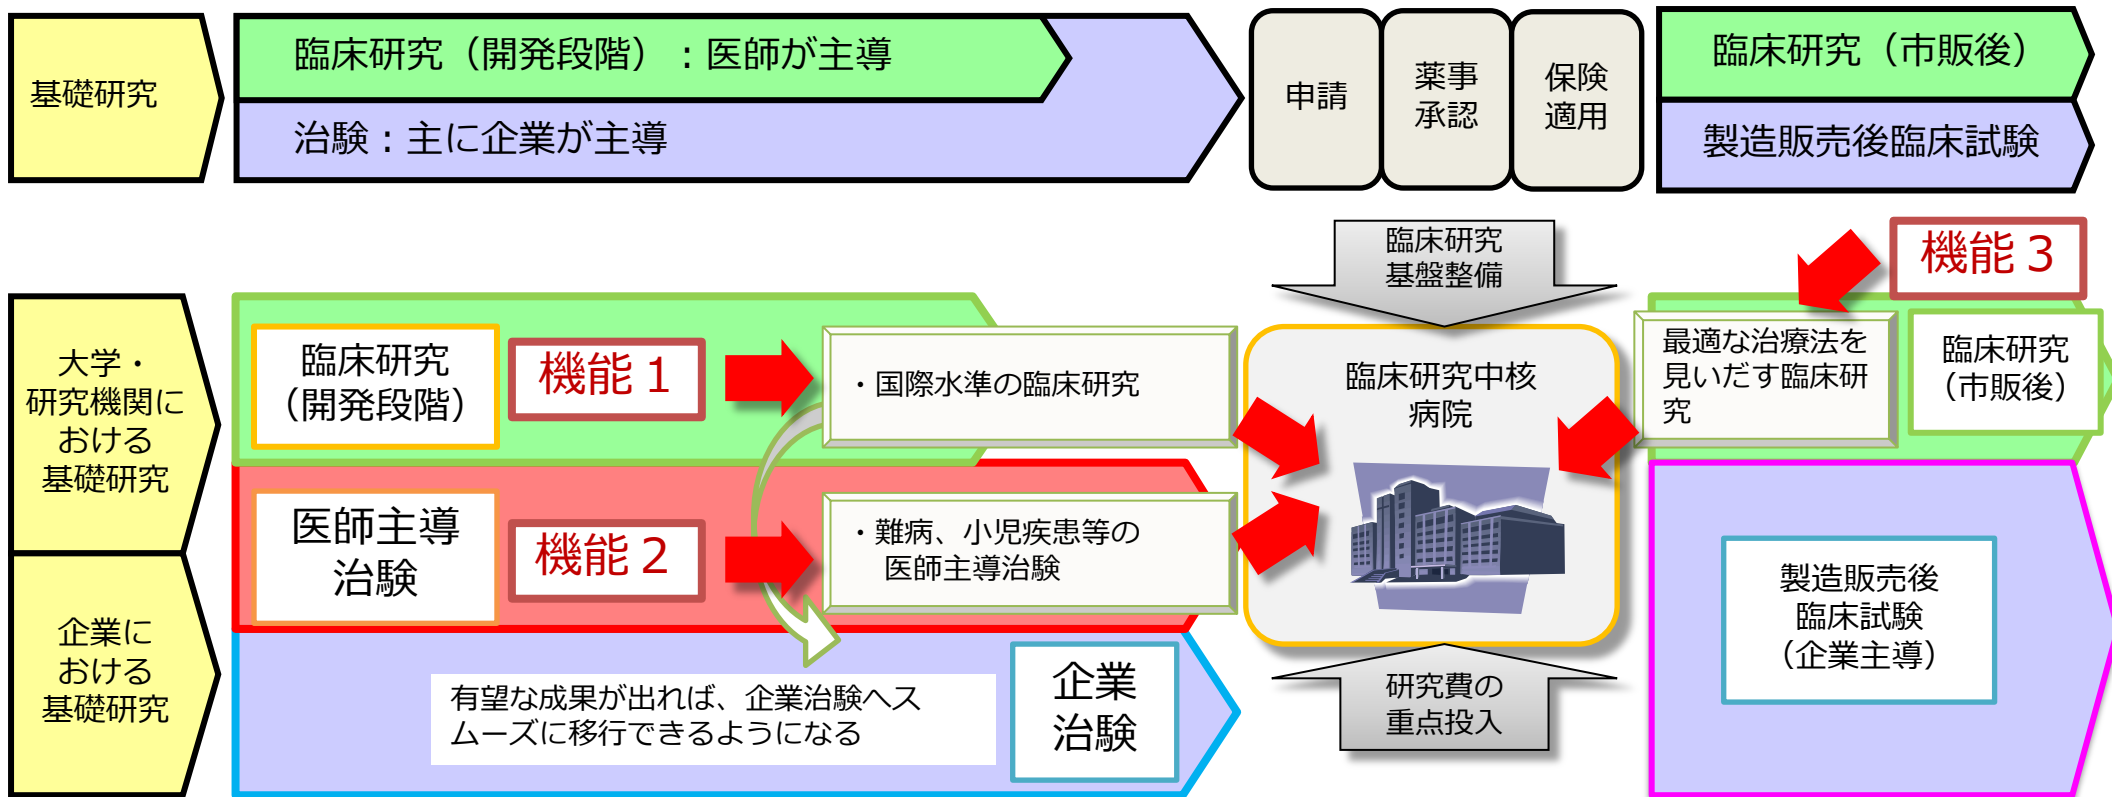 基礎研究
臨床研究（開発段階）：医師が主導
治験：主に企業が主導
申請
薬事
承認
保険
適用
臨床研究（市販後）
製造販売後臨床試験
大学・
研究機関に
おける
基礎研究
企業に
おける
基礎研究
臨床研究
（開発段階）
機能１
・国際水準の臨床研究
医師主導
治験
機能２
・難病、小児疾患等の
医師主導治験
有望な成果が出れば、企業治験へス
ムーズに移行できるようになる
企業
治験
臨床研究
基盤整備
臨床研究中核
病院
研究費の
重点投入
機能３
最適な治療法を
見いだす臨床研
究
臨床研究
（市販後）
製造販売後
臨床試験
（企業主導）